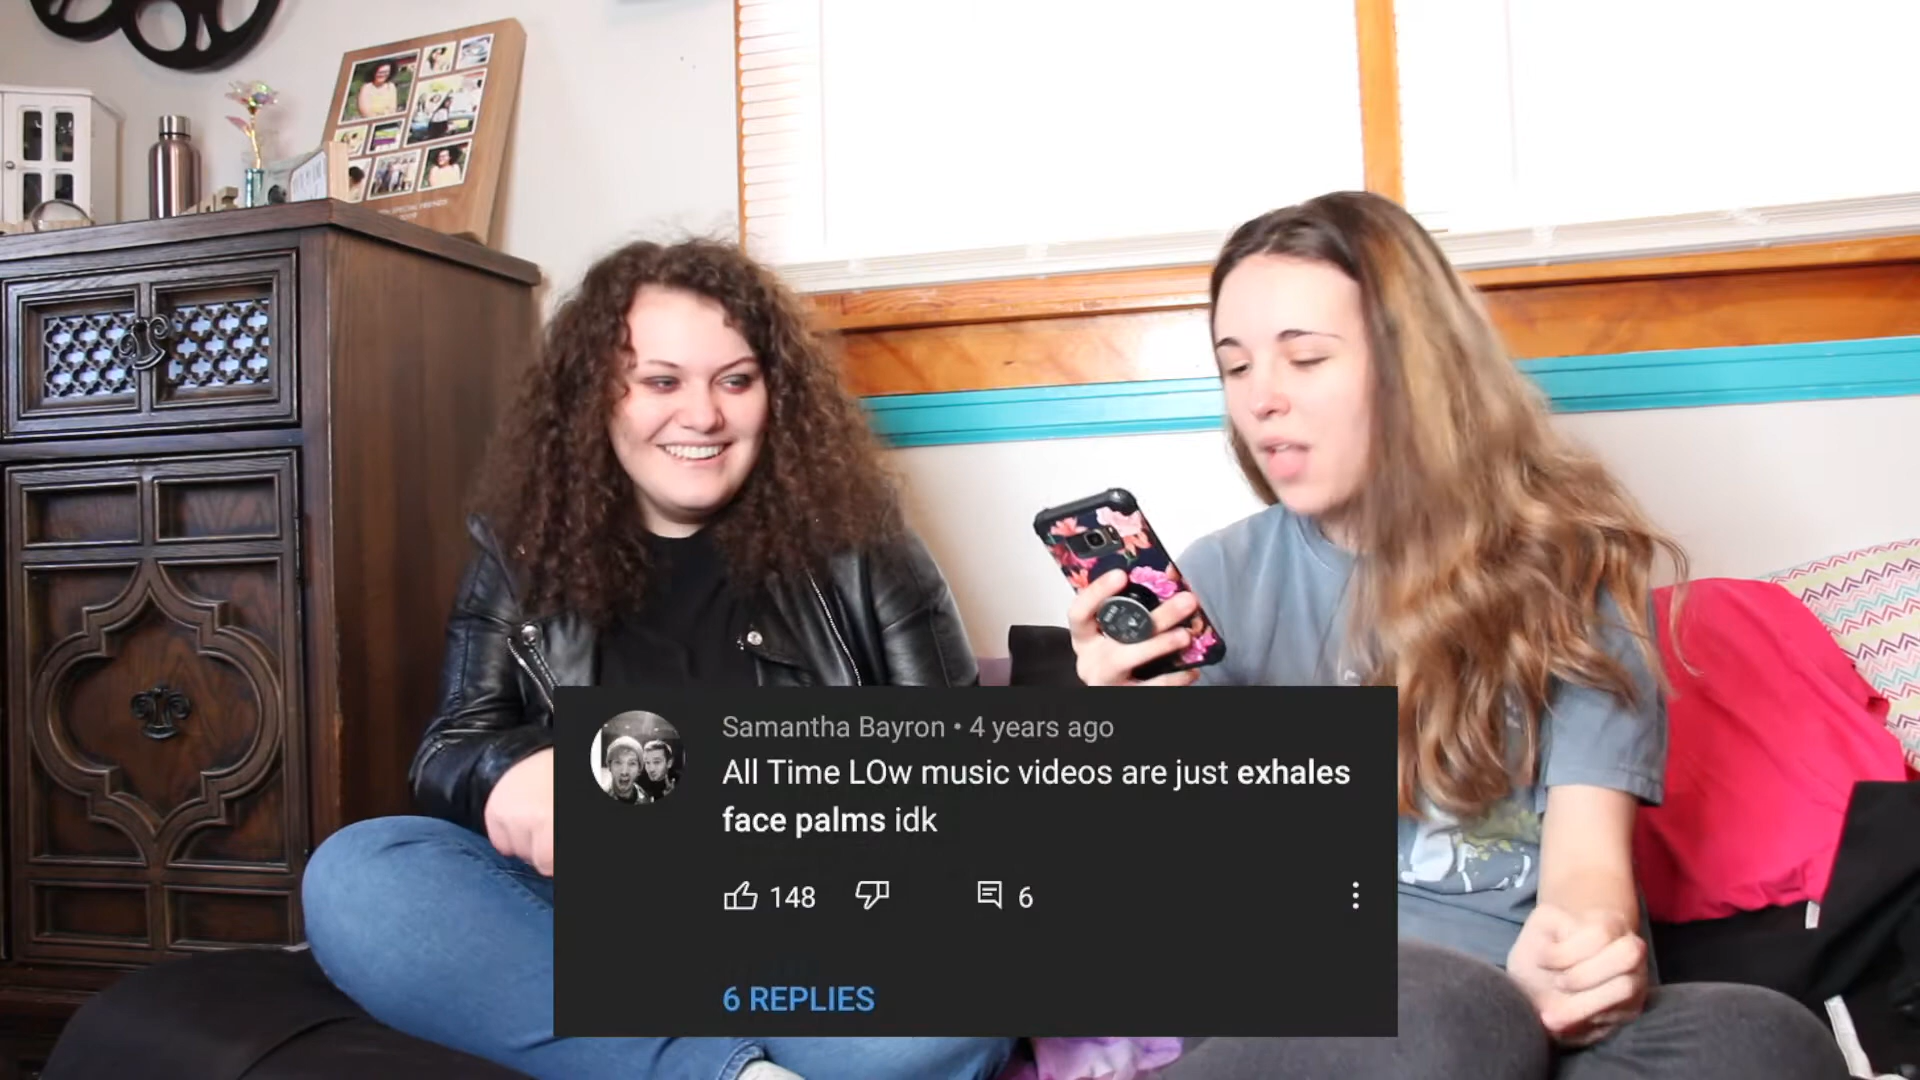 Samantha Bayron • 4 years ago
All Time LOw music videos are just exhales
face palms idk
148
6
6 REPLIES